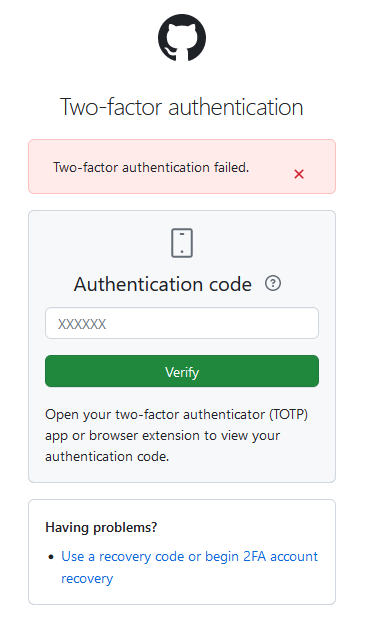 Two-factor authentication
Two-factor authentication failed.
Authentication code
XXXXXX
Verify
Open your two-factor authenticator (TOTP)
app or browser extension to view your
authentication code.
Having problems?
Use a recovery code or begin 2FA account
recovery